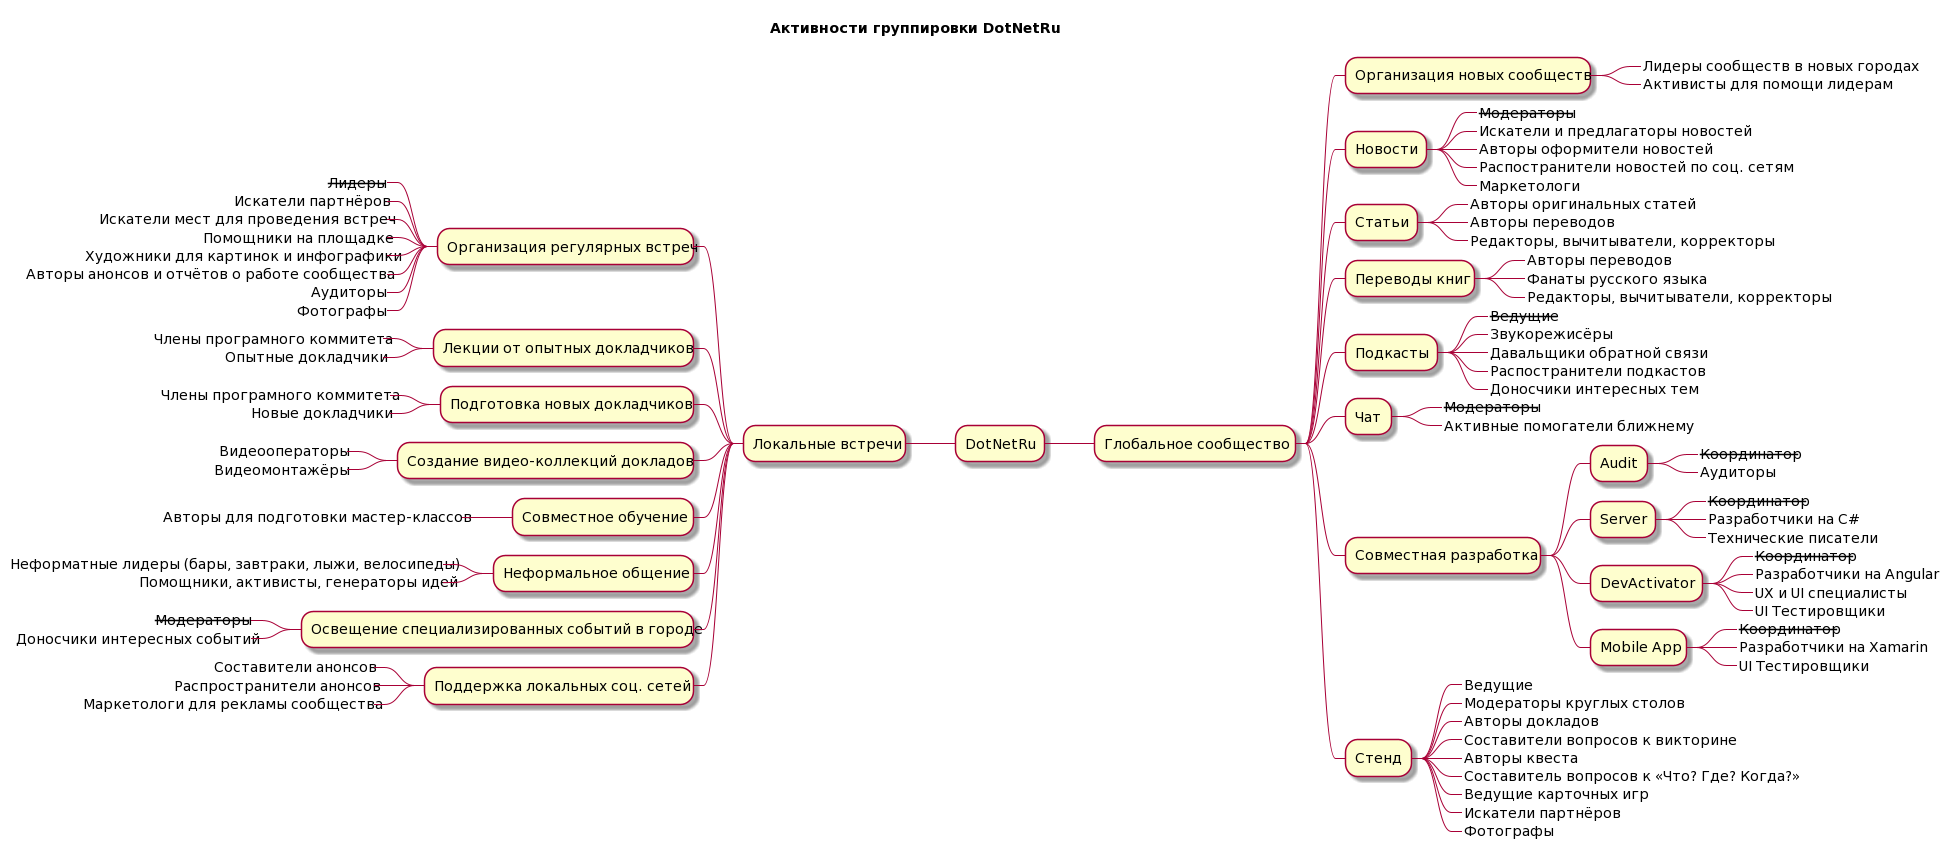 Активности группировки DotNetRu
DotNetRu
Локальные встречи
Организация регулярных встреч
Лидеры
Искатели партнёров
Искатели мест для проведения встреч
Помощники на площадке
Художники для картинок и инфографики
Авторы анонсов и отчётов о работе сообщества
Аудиторы
Фотографы
Лекции от опытных докладчиков
Члены програмного коммитета
Опытные докладчики
Подготовка новых докладчиков
Члены програмного коммитета
Новые докладчики
Создание видео-коллекций докладов
Видеооператоры
Видеомонтажёры
Совместное обучение
Авторы для подготовки мастер-классов
Неформальное общение
Неформатные лидеры (бары, завтраки, лыжи, велосипеды)
Помощники, активисты, генераторы идей
Освещение специализированных событий в городе
Модераторы
Доносчики интересных событий
Поддержка локальных соц. сетей
Составители анонсов
Распространители анонсов
Маркетологи для рекламы сообщества
Глобальное сообщество
Организация новых сообществ
Лидеры сообществ в новых городах
Активисты для помощи лидерам
Новости
Модераторы
Искатели и предлагаторы новостей
Авторы оформители новостей
Распостранители новостей по соц. сетям
Маркетологи
Статьи
Авторы оригинальных статей
Авторы переводов
Редакторы, вычитыватели, корректоры
Переводы книг
Авторы переводов
Фанаты русского языка
Редакторы, вычитыватели, корректоры
Подкасты
Ведущие
Звукорежисёры
Давальщики обратной связи
Распостранители подкастов
Доносчики интересных тем
Чат
Модераторы
Активные помогатели ближнему
Совместная разработка
Audit
Координатор
Аудиторы
Server
Координатор
Разработчики на C#
Технические писатели
DevActivator
Координатор
Разработчики на Angular
UX и UI специалисты
UI Тестировщики
Mobile App
Координатор
Разработчики на Xamarin
UI Тестировщики
Стенд
Ведущие
Модераторы круглых столов
Авторы докладов
Составители вопросов к викторине
Авторы квеста
Составитель вопросов к «Что? Где? Когда?»
Ведущие карточных игр
Искатели партнёров
Фотографы